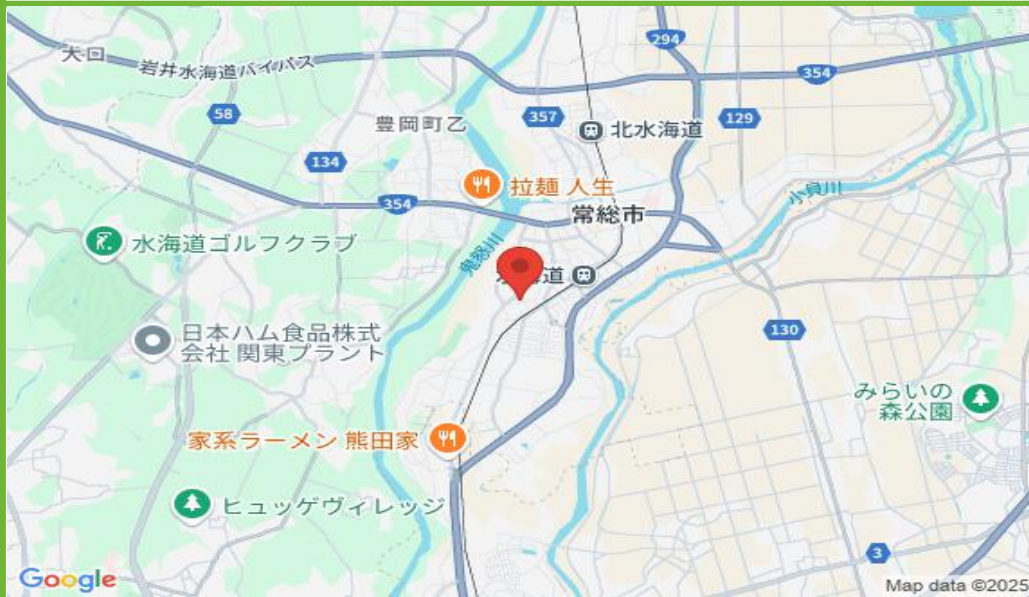 大口
岩井水海道バイパス
294
354
58
357
北水海道
129
豊岡町乙
134
拉麺 人生
354
常総市
小貝川
水海道ゴルフクラブ
鬼怒川
道
日本ハム食品株式
会社 関東プラント
130
みらいの
森公園
家系ラーメン 熊田家
ヒュッゲヴィレッジ
3
Google
Map data ©2025